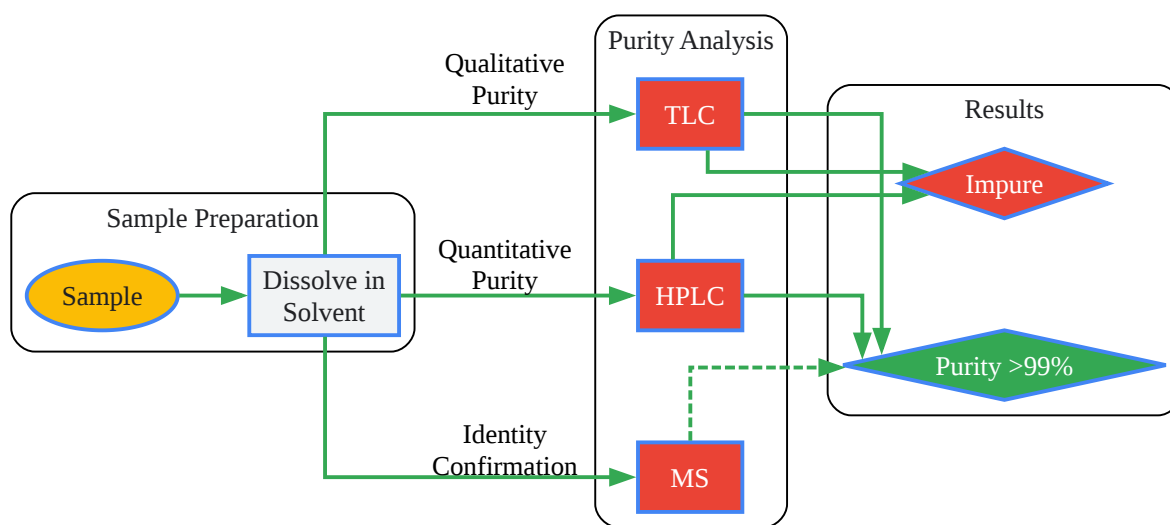 Sample Preparation
Sample
Dissolve in
Solvent
Qualitative
Purity
Quantitative
Purity
Identity
Confirmation
Purity Analysis
TLC
HPLC
MS
Results
Impure
Purity >99%